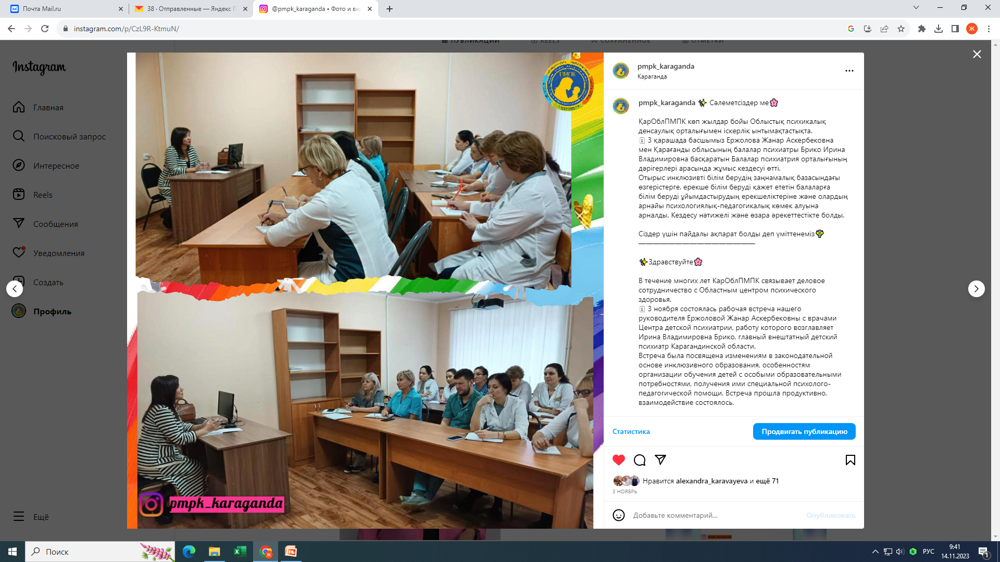 Почта Mail.ru
38 · Отправленные — Яндекс П
@pmpk_karaganda • Фото и ви
instagram.com/p/CzL9R-KtmuN/
Ж
ПУБЛИКАЦИИ
REELS
СОХРАНЕННОЕ
ОТМЕТКИ
Instagram
Главная
Поисковый запрос
Интересное
Reels
Сообщения
Уведомления
Создать
Профиль
Ещё
ПМПК
pmpk_karaganda
pmpk_karaganda
Караганда
pmpk_karaganda ✨ Сәлеметсіздер ме🌸
ҚарОблПМПК көп жылдар бойы Облыстық психикалық
денсаулық орталығымен іскерлік ынтымақтастықта.
3 қарашада басшымыз Ержолова Жанар Аскербековна
мен Қарағанды облысының балалар психиатры Брико Ирина
Владимировна басқаратын Балалар психиатрия орталығының
дәрігерлері арасында жұмыс кездесуі өтті.
Отырыс инклюзивті білім берудің заңнамалық базасындағы
өзгерістерге, ерекше білім беруді қажет ететін балаларға
білім беруді ұйымдастырудың ерекшеліктеріне және олардың
арнайы психологиялық-педагогикалық көмек алуына
арналды. Кездесу нәтижелі және өзара әрекеттестікте болды.
Сіздер үшін пайдалы ақпарат болды деп үміттенеміз💐
————————————————
✨Здравствуйте🌸
В течение многих лет КарОблПМПК связывает деловое
сотрудничество с Областным центром психического
здоровья.
3 ноября состоялась рабочая встреча нашего
руководителя Ержоловой Жанар Аскербековны с врачами
Центра детской психиатрии, работу которого возглавляет
Ирина Владимировна Брико, главный внештатный детский
психиатр Карагандинской области.
Встреча была посвящена изменениям в законодательной
основе инклюзивного образования, особенностям
организации обучения детей с особыми образовательными
потребностями, получения ими специальной психолого-
педагогической помощи. Встреча прошла продуктивно,
взаимодействие состоялось.
Статистика
Продвигать публикацию
Нравится alexandra_karavayeva и ещё 71
3 НОЯБРЬ
Добавьте комментарий...
Опубликовать
Поиск
РУС
9:41
14.11.2023
1